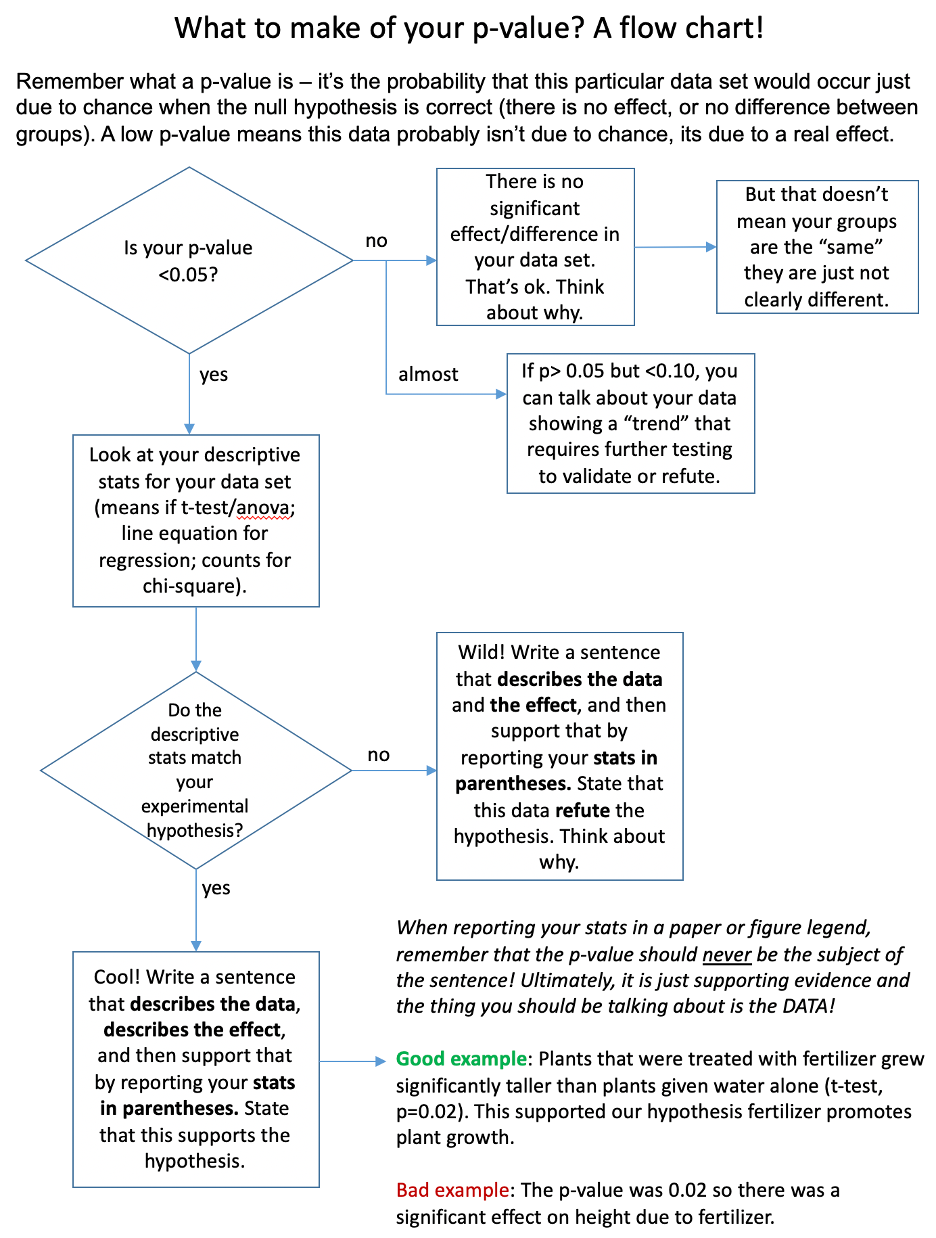 What to make of your p-value? A flow chart!
Remember what a p-value is – it’s the probability that this particular data set would occur just
due to chance when the null hypothesis is correct (there is no effect, or no difference between
groups). A low p-value means this data probably isn’t due to chance, its due to a real effect.
Is your p-value
<0.05?
no
There is no
significant
effect/difference in
your data set.
That’s ok. Think
about why.
But that doesn’t
mean your groups
are the “same”
they are just not
clearly different.
yes
almost
If p> 0.05 but <0.10, you
can talk about your data
showing a “trend” that
requires further testing
to validate or refute.
Look at your descriptive
stats for your data set
(means if t-test/anova;
line equation for
regression; counts for
chi-square).
Do the
descriptive
stats match
your
experimental
hypothesis?
no
Wild! Write a sentence
that describes the data
and the effect, and then
support that by
reporting your stats in
parentheses. State that
this data refute the
hypothesis. Think about
why.
yes
Cool! Write a sentence
that describes the data,
describes the effect,
and then support that
by reporting your stats
in parentheses. State
that this supports the
hypothesis.
When reporting your stats in a paper or figure legend,
remember that the p-value should never be the subject of
the sentence! Ultimately, it is just supporting evidence and
the thing you should be talking about is the DATA!
Good example: Plants that were treated with fertilizer grew
significantly taller than plants given water alone (t-test,
p=0.02). This supported our hypothesis fertilizer promotes
plant growth.
Bad example: The p-value was 0.02 so there was a
significant effect on height due to fertilizer.